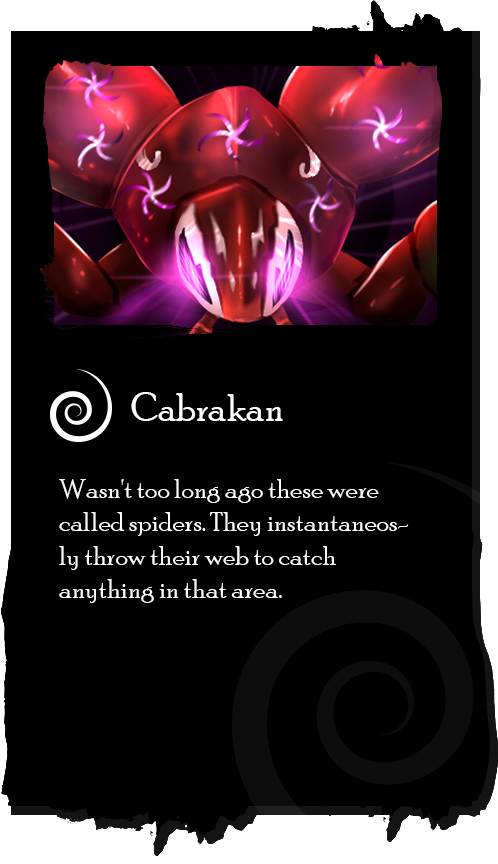 Cabrakan
Wasn't too long ago these were
called spiders. They instantaneos-
ly throw their web to catch
anything in that area.